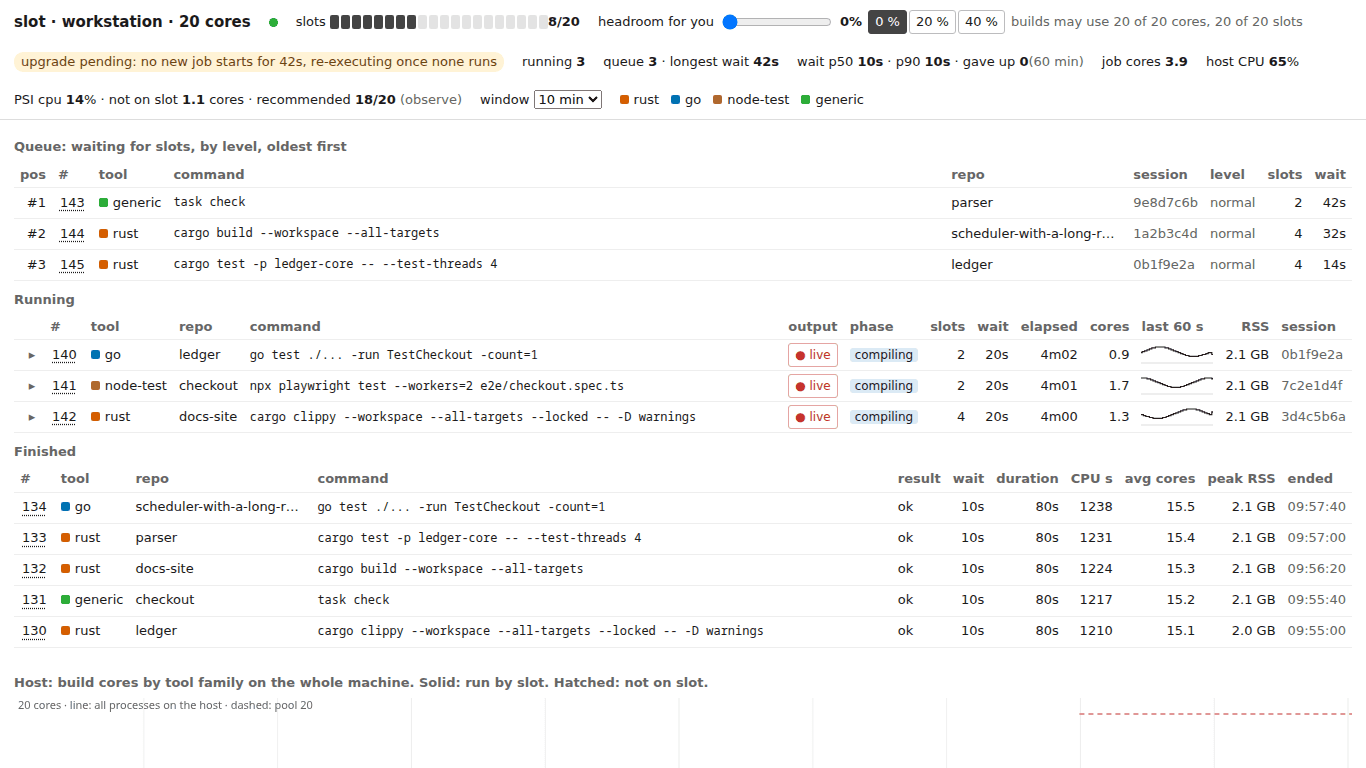 slot · workstation · 20 cores slots 8/20 headroom for you 0% 0 % 20 % 40 % builds may use 20 of 20 cores, 20 of 20 slots
upgrade pending: no new job starts for 42s, re-executing once none runs running 3 queue 3 · longest wait 42s wait p50 10s · p90 10s · gave up 0(60 min) job cores 3.9 host CPU 65%
PSI cpu 14% · not on slot 1.1 cores · recommended 18/20 (observe) window 10 min rust go node-test generic
Queue: waiting for slots, by level, oldest first
pos # tool command repo session level slots wait
#1 143 generic task check parser 9e8d7c6b normal 2 42s
#2 144 rust cargo build --workspace --all-targets scheduler-with-a-long-r… 1a2b3c4d normal 4 32s
#3 145 rust cargo test -p ledger-core -- --test-threads 4 ledger 0b1f9e2a normal 4 14s
Running
# tool repo command output phase slots wait elapsed cores last 60 s RSS session
▸ 140 go ledger go test ./... -run TestCheckout -count=1 ● live compiling 2 20s 4m02 0.9 2.1 GB 0b1f9e2a
▸ 141 node-test checkout npx playwright test --workers=2 e2e/checkout.spec.ts ● live compiling 2 20s 4m01 1.7 2.1 GB 7c2e1d4f
▸ 142 rust docs-site cargo clippy --workspace --all-targets --locked -- -D warnings ● live compiling 4 20s 4m00 1.3 2.1 GB 3d4c5b6a
Finished
# tool repo command result wait duration CPU s avg cores peak RSS ended
134 go scheduler-with-a-long-r… go test ./... -run TestCheckout -count=1 ok 10s 80s 1238 15.5 2.1 GB 09:57:40
133 rust parser cargo test -p ledger-core -- --test-threads 4 ok 10s 80s 1231 15.4 2.1 GB 09:57:00
132 rust docs-site cargo build --workspace --all-targets ok 10s 80s 1224 15.3 2.1 GB 09:56:20
131 generic checkout task check ok 10s 80s 1217 15.2 2.1 GB 09:55:40
130 rust ledger cargo clippy --workspace --all-targets --locked -- -D warnings ok 10s 80s 1210 15.1 2.0 GB 09:55:00
Host: build cores by tool family on the whole machine. Solid: run by slot. Hatched: not on slot.
20 cores · line: all processes on the host · dashed: pool 20